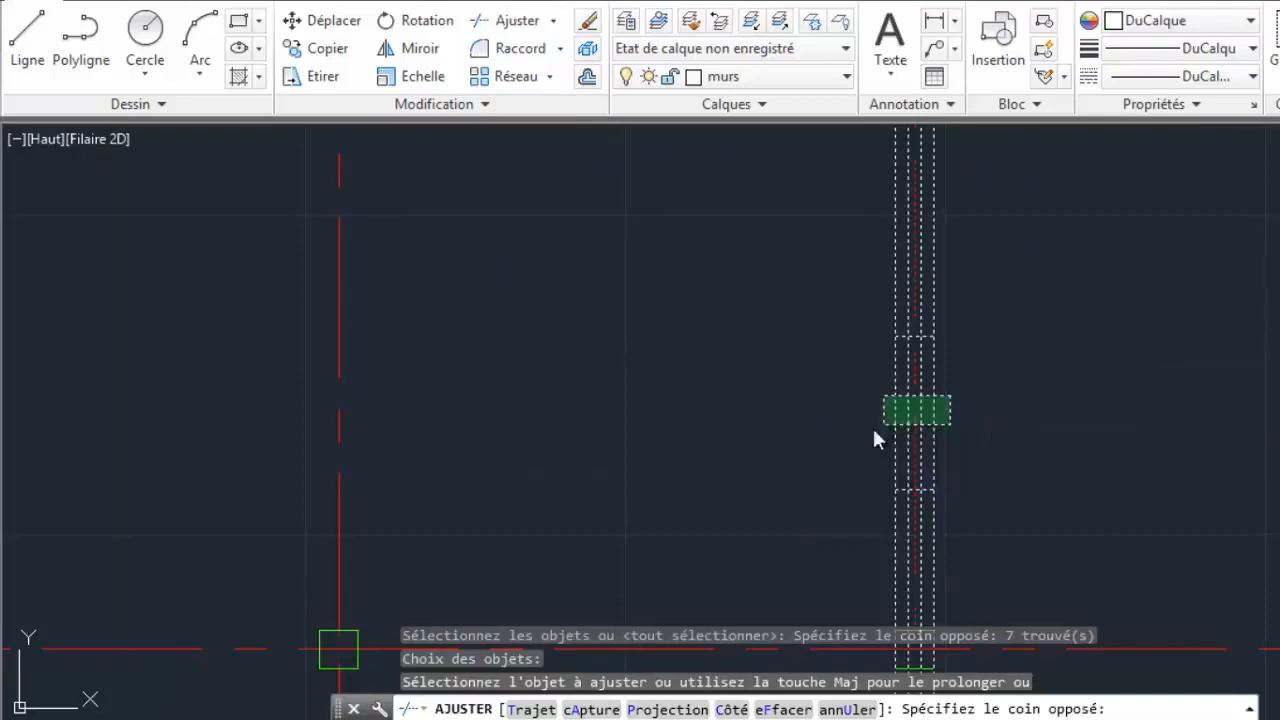 Déplacer Rotation Ajuster
Etat de calque non enregistré
DuCalque
Ligne Polyligne Cercle Arc
Copier Miroir Raccord
Texte
Insertion
DuCalqu
Etirer Echelle Réseau
murs
DuCal...
Dessin Modification Calques Annotation Bloc Propriétés
[−][Haut][Filaire 2D]
Y
X
Sélectionnez les objets ou <tout sélectionner>: Spécifiez le coin opposé: 7 trouvé(s)
Choix des objets:
Sélectionnez l'objet à ajuster ou utilisez la touche Maj pour le prolonger ou
AJUSTER [Trajet cApture Projection Côté eFfacer annUler]: Spécifiez le coin opposé: